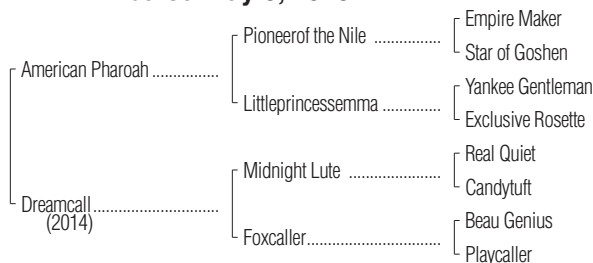 Empire Maker
Pioneerof the Nile ................
Star of Goshen
American Pharoah ................
Yankee Gentleman
Littleprincessemma ..............
Exclusive Rosette
Real Quiet
Midnight Lute ......................
Candytuft
Dreamcall..............................
(2014)
Beau Genius
Foxcaller................................
Playcaller